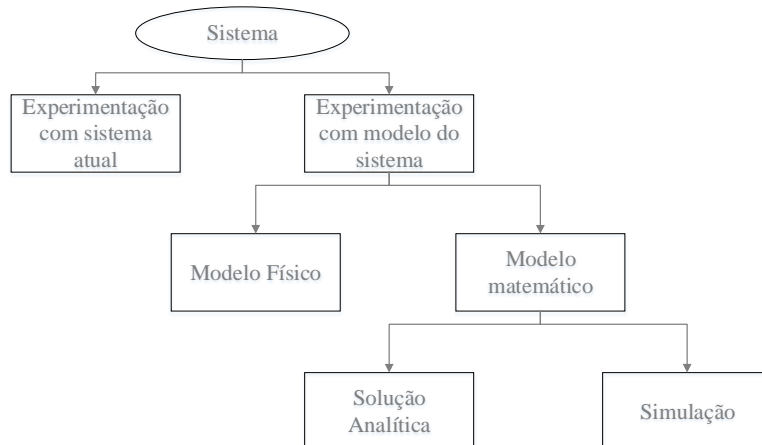 Sistema
Experimentação
com sistema
atual
Experimentação
com modelo do
sistema
Modelo Físico
Modelo
matemático
Solução
Analítica
Simulação